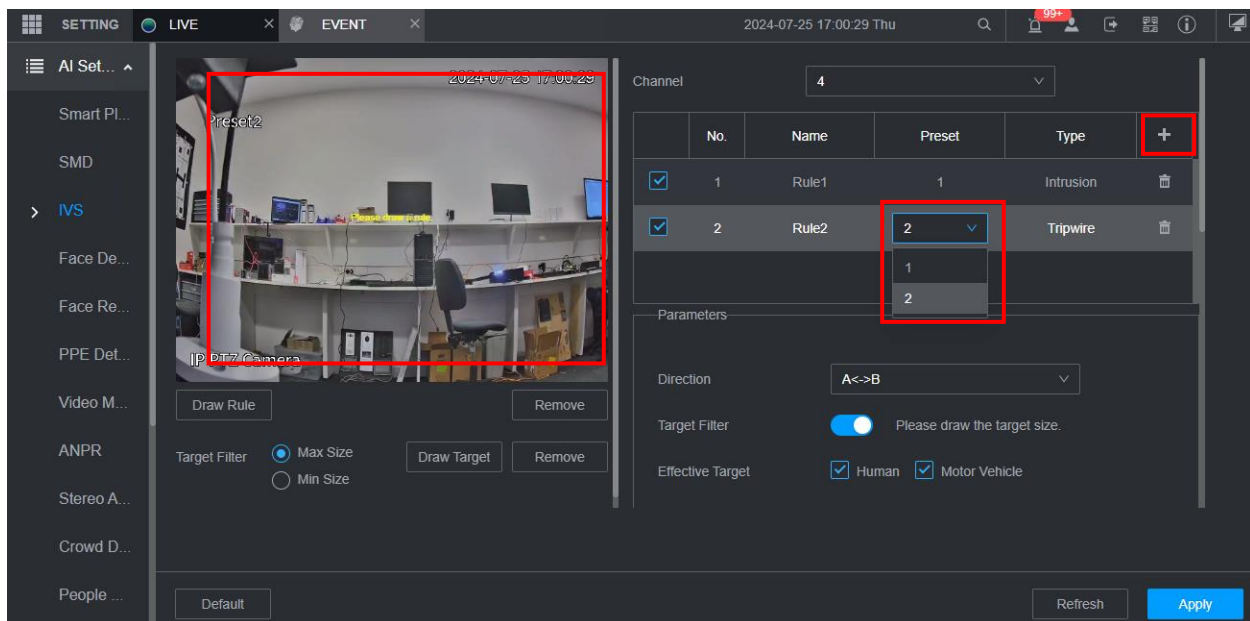 SETTING LIVE × EVENT × 2024-07-25 17:00:29 Thu 99+
AI Set...
Smart Pl...
SMD
IVS
Face De...
Face Re...
PPE Det...
Video M...
ANPR
Stereo A...
Crowd D...
People ...
2024-07-25 17:00:29
Preset2
Please draw a rule.
IP PTZ Camera
Draw Rule Remove
Target Filter Max Size Draw Target Remove
Min Size
Channel 4
No. Name Preset Type +
1 Rule1 1 Intrusion
2 Rule2 2 Tripwire
1
2
Parameters
Direction A<->B
Target Filter Please draw the target size.
Effective Target Human Motor Vehicle
Default Refresh Apply